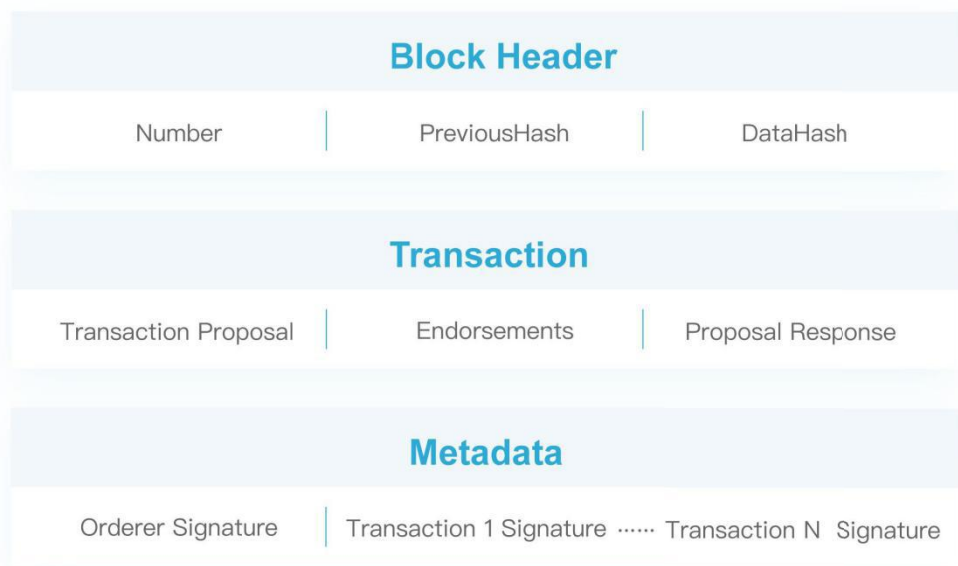 Block Header
Number PreviousHash DataHash
Transaction
Transaction Proposal Endorsements Proposal Response
Metadata
Orderer Signature Transaction 1 Signature ...... Transaction N Signature